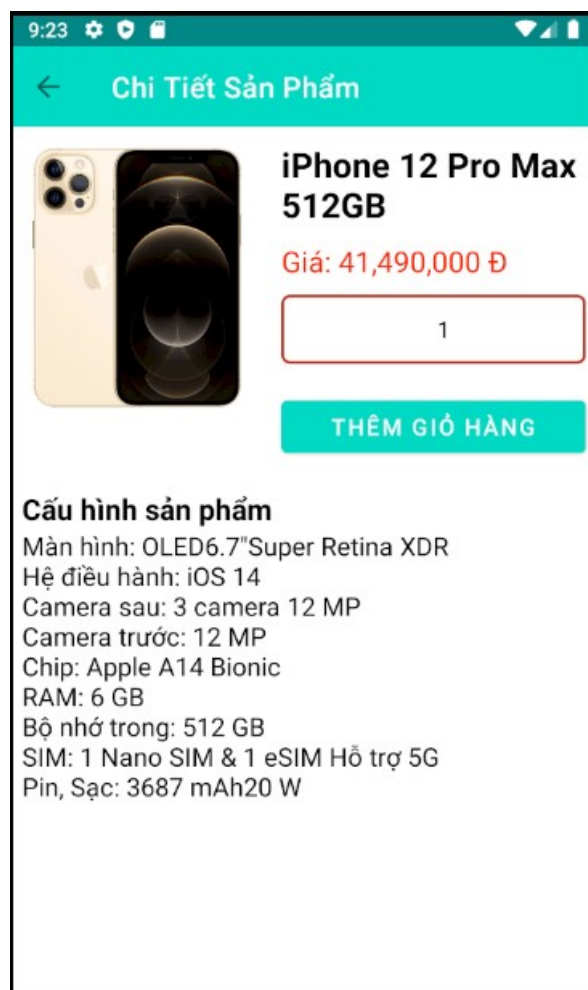 9:23
Chi Tiết Sản Phẩm
iPhone 12 Pro Max
512GB
Giá: 41,490,000 Đ
1
THÊM GIỎ HÀNG
Cấu hình sản phẩm
Màn hình: OLED6.7"Super Retina XDR
Hệ điều hành: iOS 14
Camera sau: 3 camera 12 MP
Camera trước: 12 MP
Chip: Apple A14 Bionic
RAM: 6 GB
Bộ nhớ trong: 512 GB
SIM: 1 Nano SIM & 1 eSIM Hỗ trợ 5G
Pin, Sạc: 3687 mAh20 W